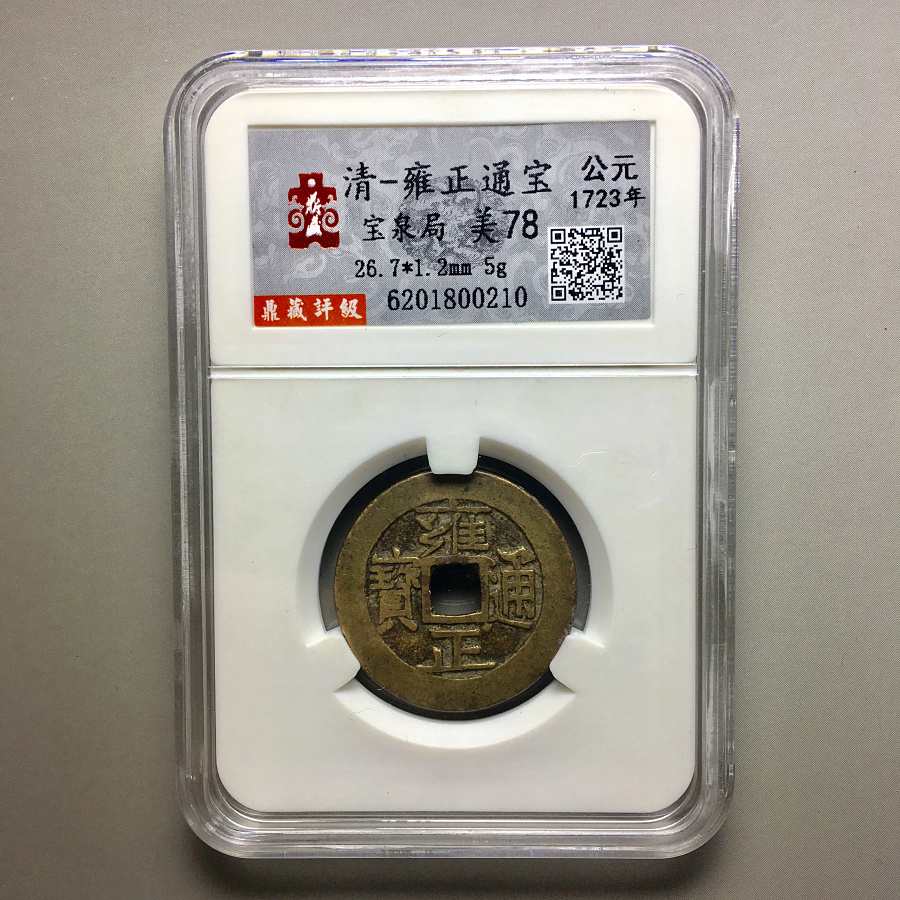 清-雍正通宝
公元
1723年
宝泉局 美78
26.7*1.2mm 5g
鼎藏評級
6201800210
雍正通寶